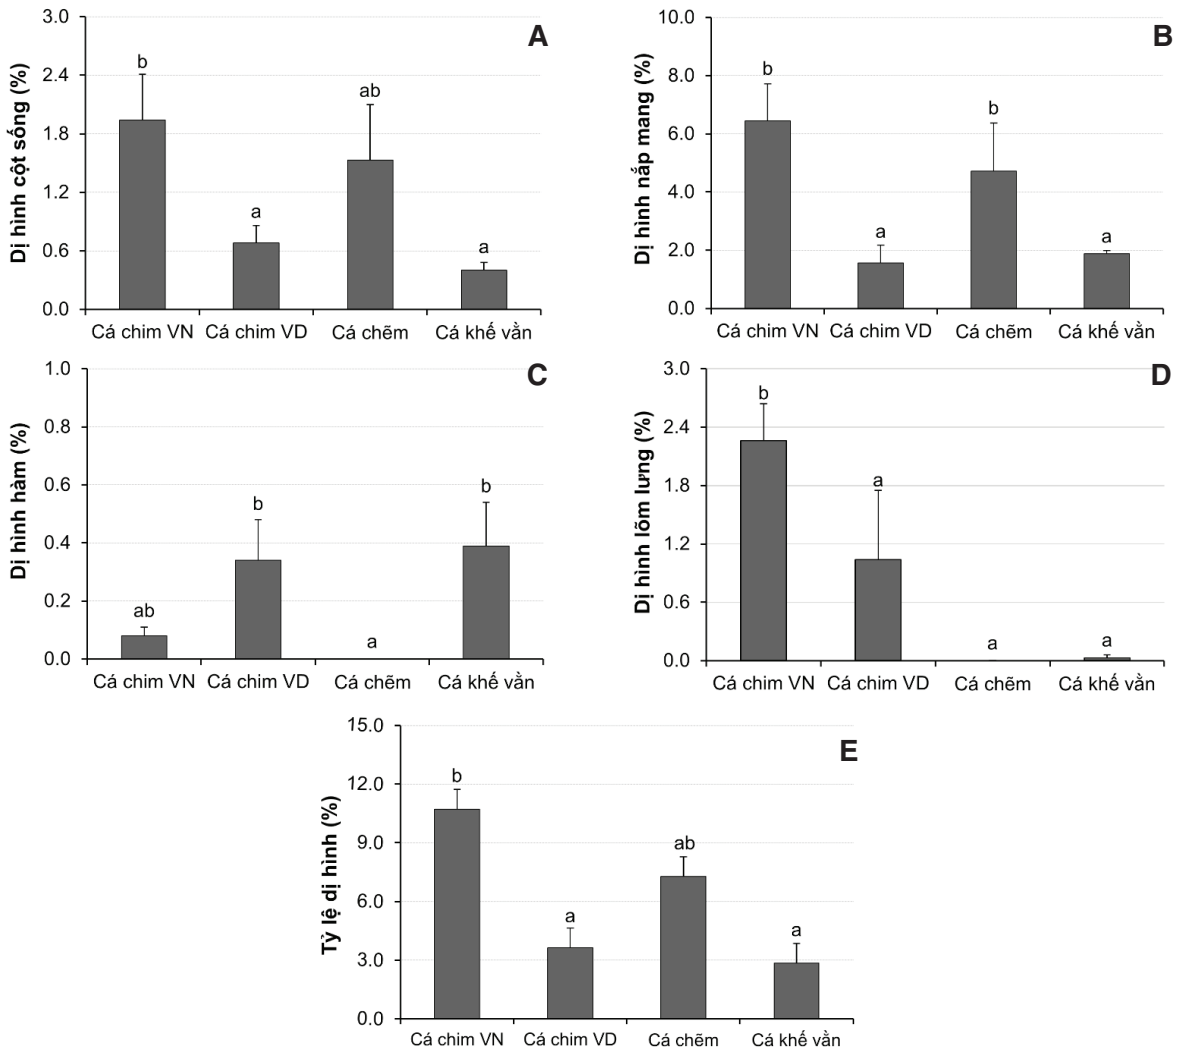 A
Dị hình cột sống (%)
3.0
2.4
1.8
1.2
0.6
0.0
b
a
ab
a
Cá chim VN
Cá chim VD
Cá chẽm
Cá khế vằn
B
Dị hình nắp mang (%)
10.0
8.0
6.0
4.0
2.0
0.0
b
a
b
a
Cá chim VN
Cá chim VD
Cá chẽm
Cá khế vằn
C
Dị hình hàm (%)
1.0
0.8
0.6
0.4
0.2
0.0
ab
b
a
b
Cá chim VN
Cá chim VD
Cá chẽm
Cá khế vằn
D
Dị hình lõm lưng (%)
3.0
2.4
1.8
1.2
0.6
0.0
b
a
a
a
Cá chim VN
Cá chim VD
Cá chẽm
Cá khế vằn
E
Tỷ lệ dị hình (%)
15.0
12.0
9.0
6.0
3.0
0.0
b
a
ab
a
Cá chim VN
Cá chim VD
Cá chẽm
Cá khế vằn